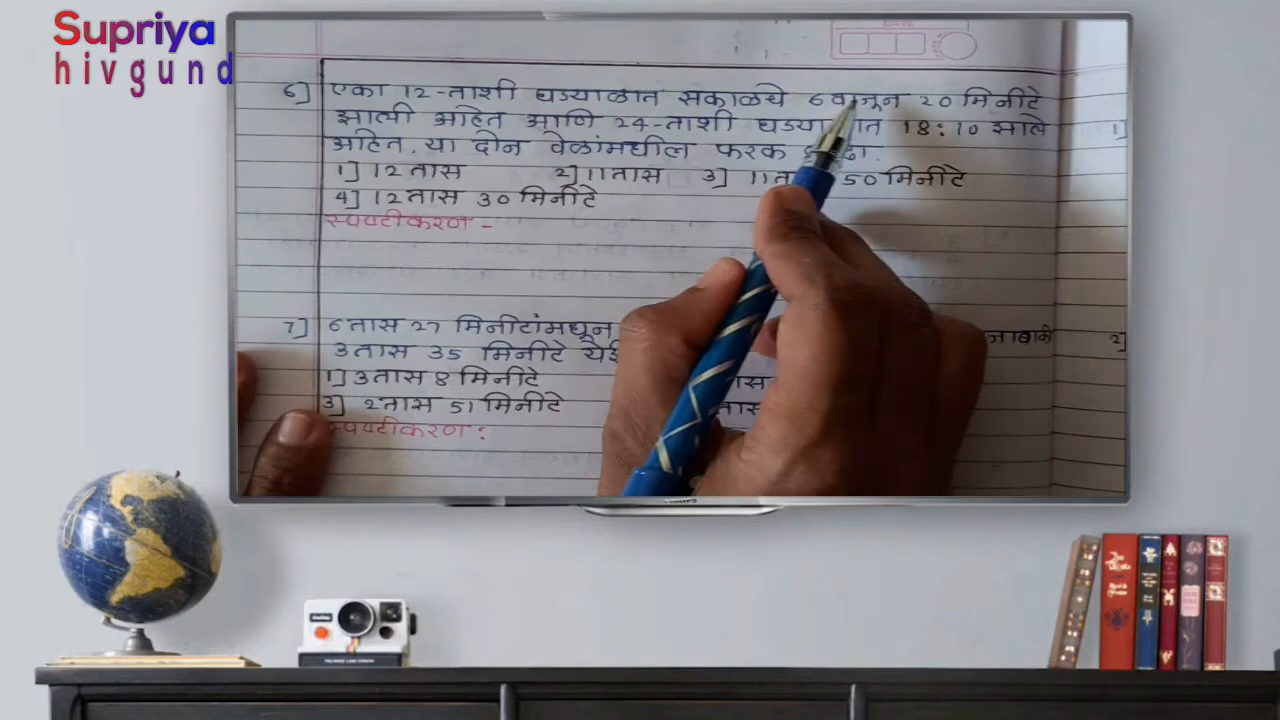 Supriya
hivgund
6] एका 12-ताशी घड्याळात सकाळचे 6 वाजून 20 मिनीटे
झाली आहेत आणि 24-ताशी घड्याळात 18:10 झाले
आहेत. या दोन वेळांमधील फरक
1] 12 तास 2] 11 तास 3] 11 50 मिनीटे
4] 12 तास 30 मिनीटे
स्पष्टीकरण -
7] 6 तास 27 मिनीटांमधून
3 तास 35 मिनीटे
1] 3 तास 8 मिनीटे
3] 2 तास 51 मिनीटे
स्पष्टीकरण :
1]
2]